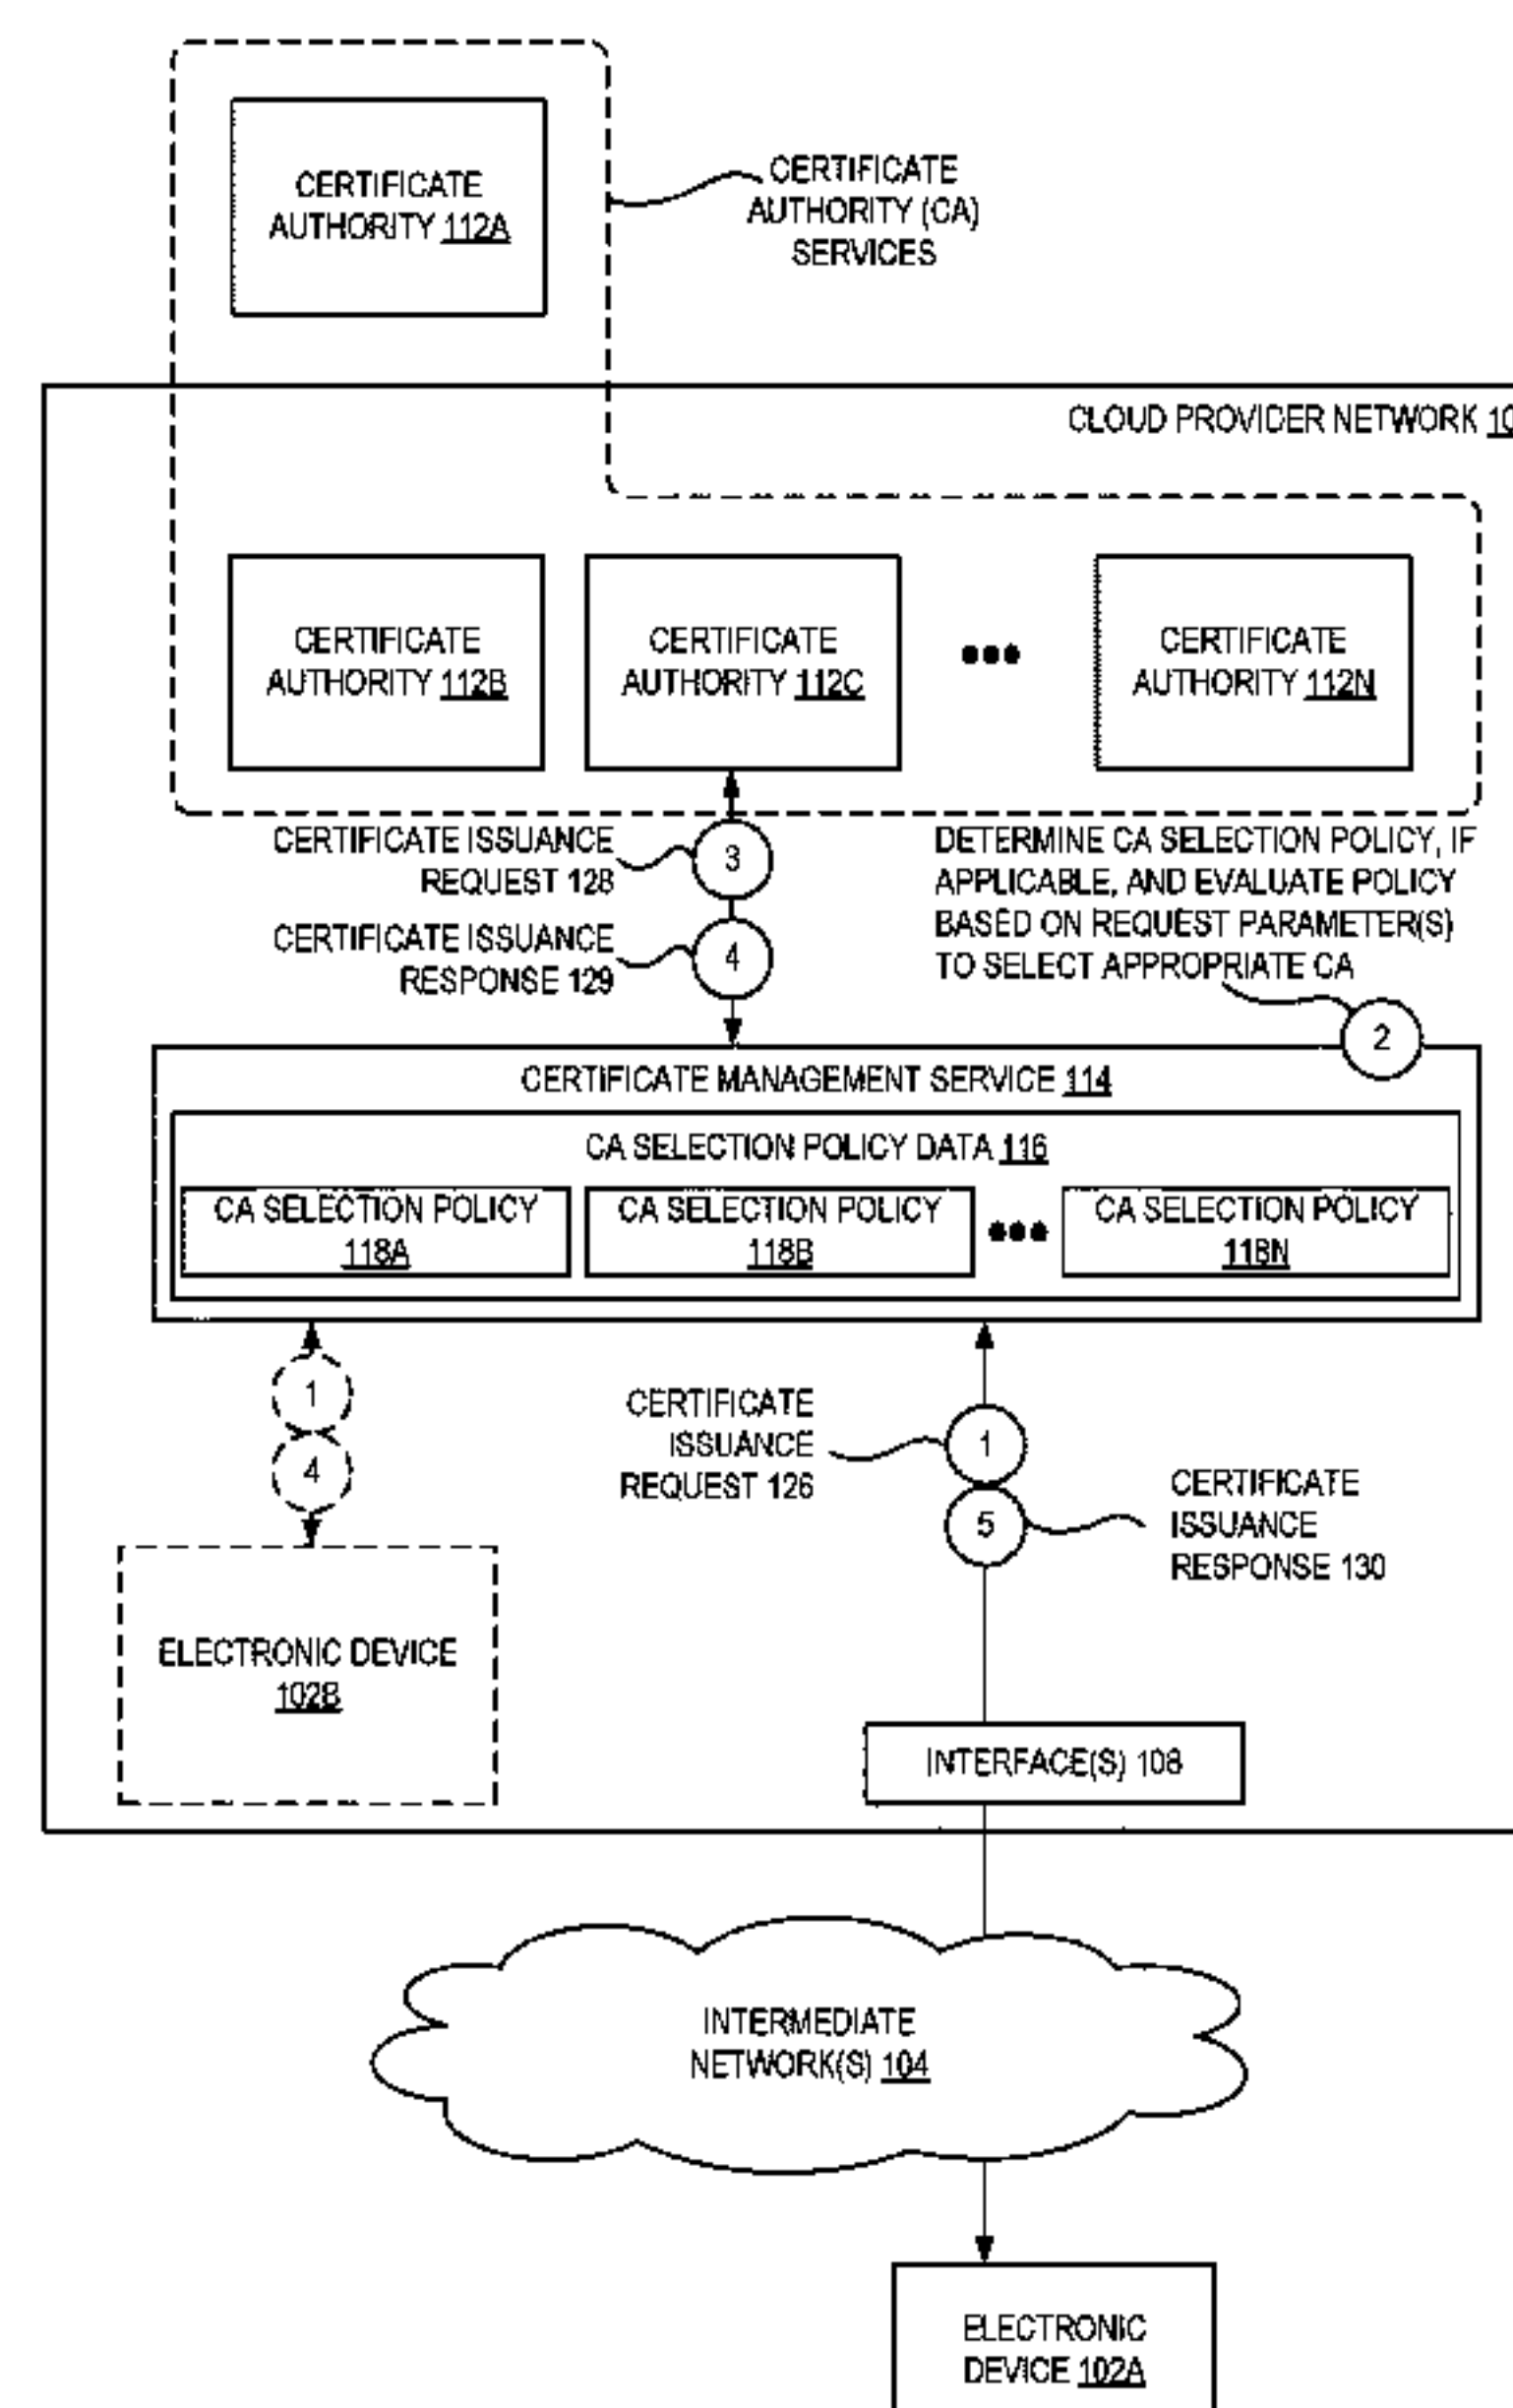 CERTIFICATE
AUTHORITY 112A
CERTIFICATE
AUTHORITY (CA)
SERVICES
CLOUD PROVIDER NETWORK 10
CERTIFICATE
AUTHORITY 112B
CERTIFICATE
AUTHORITY 112C
CERTIFICATE
AUTHORITY 112N
CERTIFICATE ISSUANCE
REQUEST 128
3
CERTIFICATE ISSUANCE
RESPONSE 129
4
DETERMINE CA SELECTION POLICY, IF
APPLICABLE, AND EVALUATE POLICY
BASED ON REQUEST PARAMETER(S)
TO SELECT APPROPRIATE CA
2
CERTIFICATE MANAGEMENT SERVICE 114
CA SELECTION POLICY DATA 116
CA SELECTION POLICY
118A
CA SELECTION POLICY
118B
CA SELECTION POLICY
118N
1
4
CERTIFICATE
ISSUANCE
REQUEST 126
1
5
CERTIFICATE
ISSUANCE
RESPONSE 130
ELECTRONIC DEVICE
102B
INTERFACE(S) 108
INTERMEDIATE
NETWORK(S) 104
ELECTRONIC
DEVICE 102A